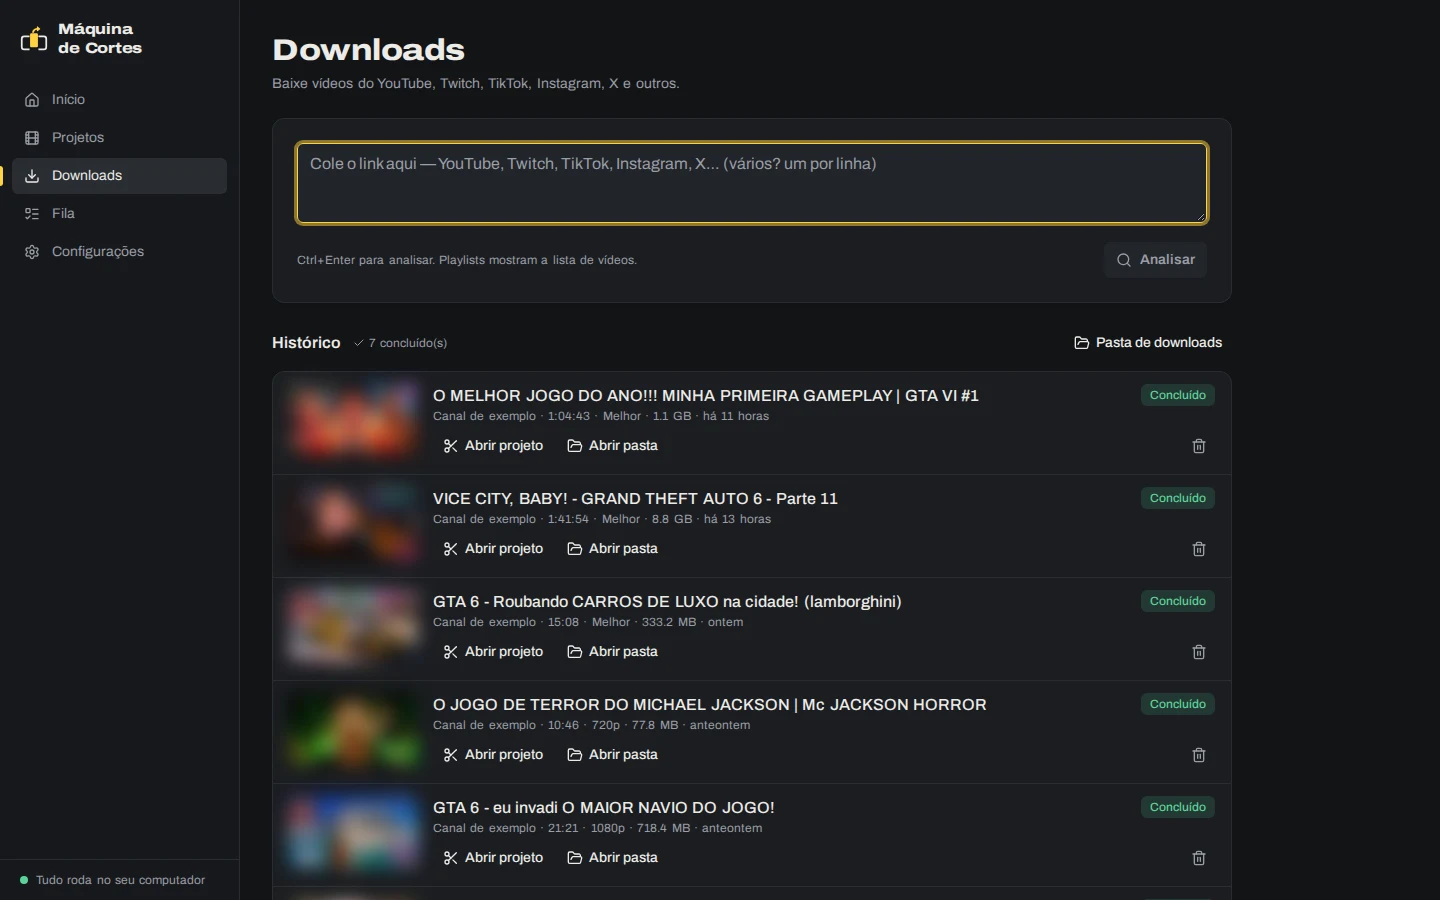 Máquina
de Cortes
Início
Projetos
Downloads
Fila
Configurações
Tudo roda no seu computador
Downloads
Baixe vídeos do YouTube, Twitch, TikTok, Instagram, X e outros.
Cole o link aqui — YouTube, Twitch, TikTok, Instagram, X... (vários? um por linha)
Ctrl+Enter para analisar. Playlists mostram a lista de vídeos.
Analisar
Histórico
7 concluído(s)
Pasta de downloads
O MELHOR JOGO DO ANO!!! MINHA PRIMEIRA GAMEPLAY | GTA VI #1
Concluído
Canal de exemplo · 1:04:43 · Melhor · 1.1 GB · há 11 horas
Abrir projeto Abrir pasta
VICE CITY, BABY! - GRAND THEFT AUTO 6 - Parte 11
Concluído
Canal de exemplo · 1:41:54 · Melhor · 8.8 GB · há 13 horas
Abrir projeto Abrir pasta
GTA 6 - Roubando CARROS DE LUXO na cidade! (lamborghini)
Concluído
Canal de exemplo · 15:08 · Melhor · 333.2 MB · ontem
Abrir projeto Abrir pasta
O JOGO DE TERROR DO MICHAEL JACKSON | Mc JACKSON HORROR
Concluído
Canal de exemplo · 10:46 · 720p · 77.8 MB · anteontem
Abrir projeto Abrir pasta
GTA 6 - eu invadi O MAIOR NAVIO DO JOGO!
Concluído
Canal de exemplo · 21:21 · 1080p · 718.4 MB · anteontem
Abrir projeto Abrir pasta